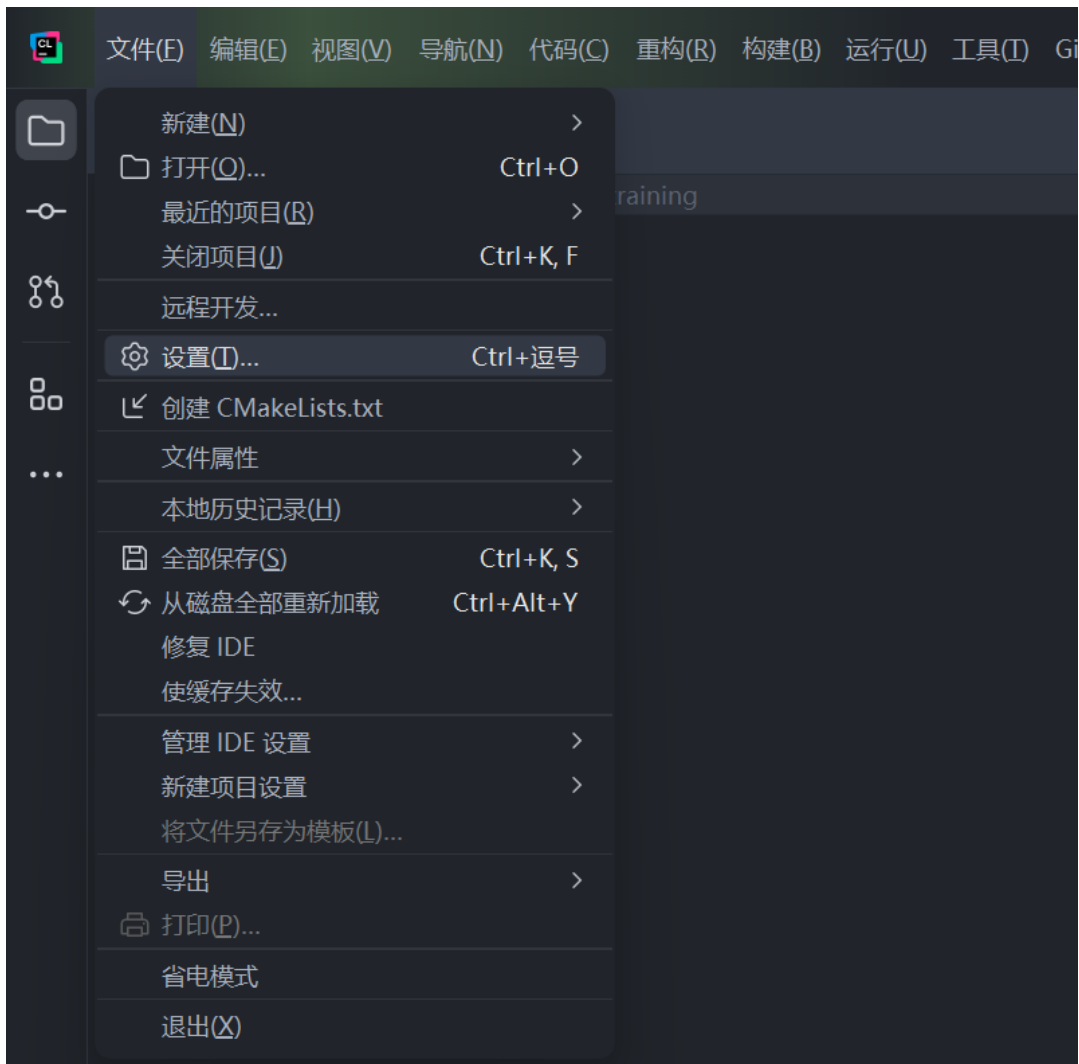 CL 文件(F) 编辑(E) 视图(V) 导航(N) 代码(C) 重构(R) 构建(B) 运行(U) 工具(T) Gi
新建(N)
打开(O)... Ctrl+O
raining
最近的项目(R)
关闭项目(J) Ctrl+K, F
远程开发...
设置(T)... Ctrl+逗号
创建 CMakeLists.txt
文件属性
本地历史记录(H)
全部保存(S) Ctrl+K, S
从磁盘全部重新加载 Ctrl+Alt+Y
修复 IDE
使缓存失效...
管理 IDE 设置
新建项目设置
将文件另存为模板(L)...
导出
打印(P)...
省电模式
退出(X)